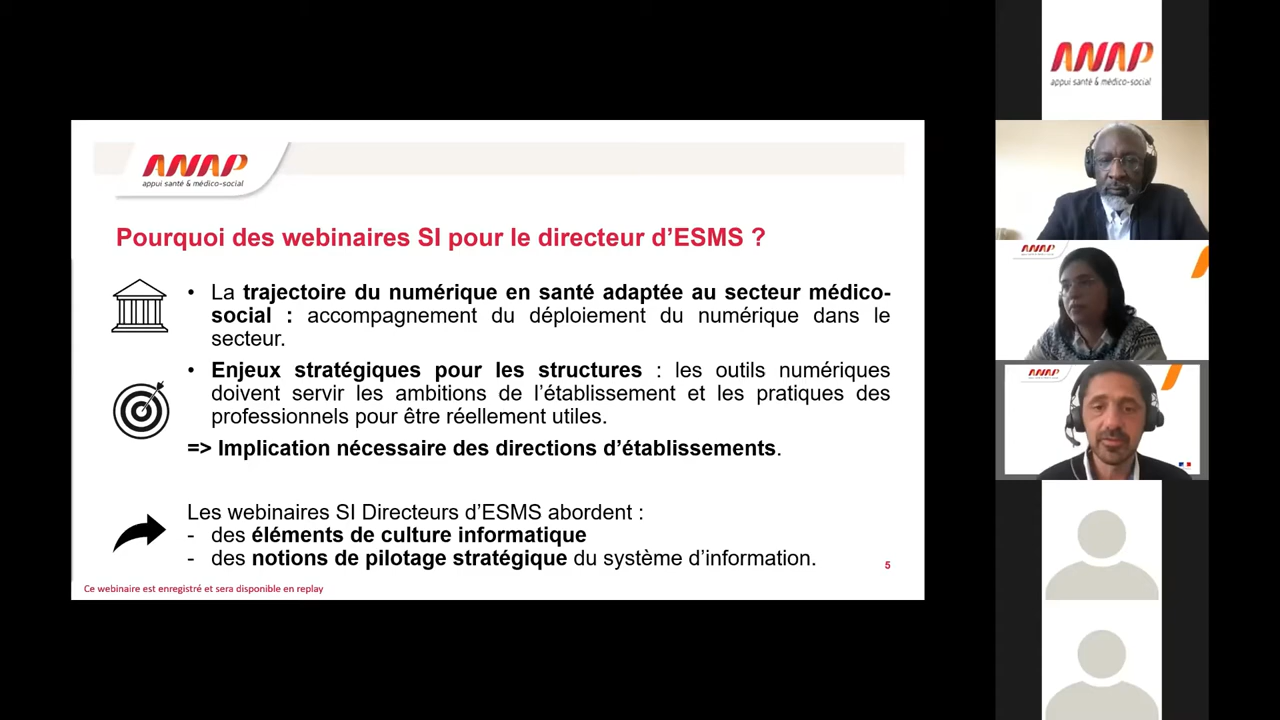 ANAP
appui santé & médico-social
Pourquoi des webinaires SI pour le directeur d’ESMS ?
• La trajectoire du numérique en santé adaptée au secteur médico-
social : accompagnement du déploiement du numérique dans le
secteur.
• Enjeux stratégiques pour les structures : les outils numériques
doivent servir les ambitions de l’établissement et les pratiques des
professionnels pour être réellement utiles.
=> Implication nécessaire des directions d’établissements.
Les webinaires SI Directeurs d’ESMS abordent :
- des éléments de culture informatique
- des notions de pilotage stratégique du système d’information.
5
Ce webinaire est enregistré et sera disponible en replay
ANAP
appui santé & médico-social
ANAP
ANAP